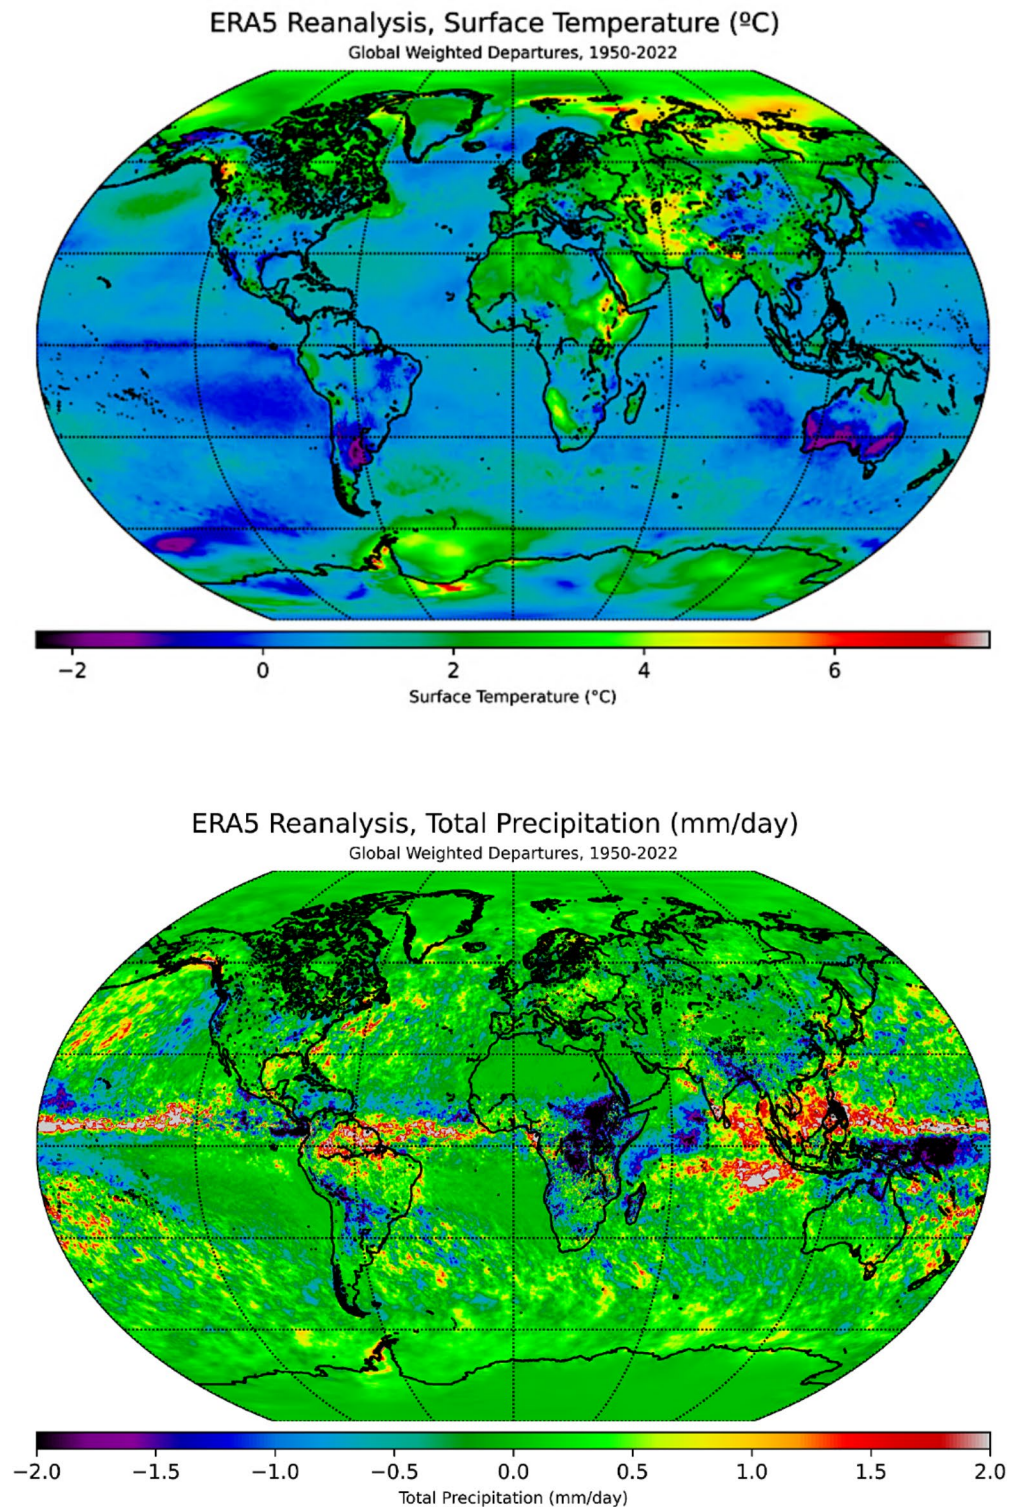 ERA5 Reanalysis, Surface Temperature (ºC)
Global Weighted Departures, 1950-2022
−2 0 2 4 6
Surface Temperature (°C)
ERA5 Reanalysis, Total Precipitation (mm/day)
Global Weighted Departures, 1950-2022
−2.0 −1.5 −1.0 −0.5 0.0 0.5 1.0 1.5 2.0
Total Precipitation (mm/day)